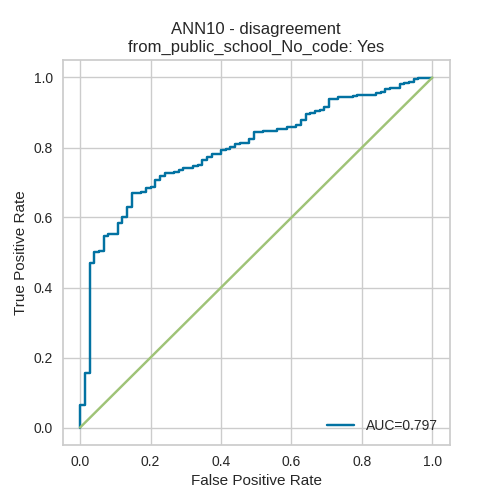 ANN10 - disagreement
from_public_school_No_code: Yes
True Positive Rate
1.0
0.8
0.6
0.4
0.2
0.0
AUC=0.797
0.0 0.2 0.4 0.6 0.8 1.0
False Positive Rate